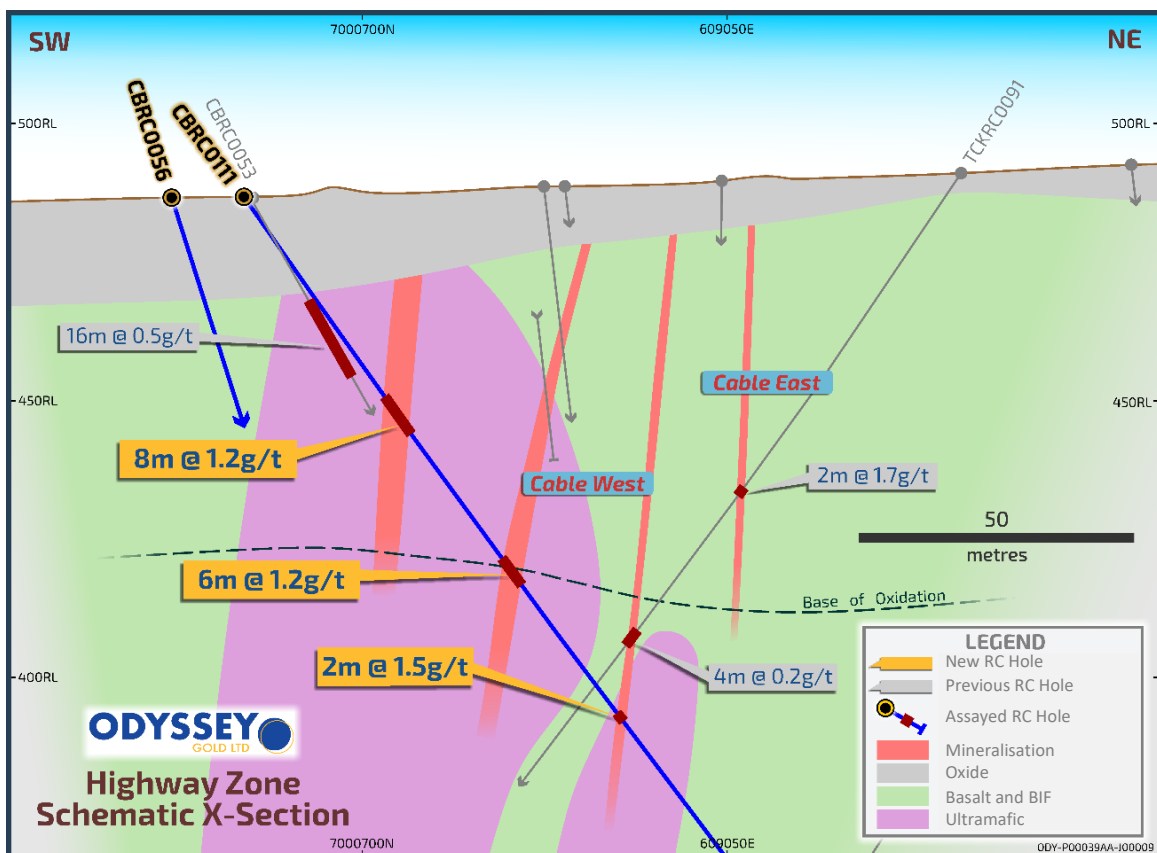 SW
7000700N
609050E
NE
500RL
500RL
CBRC0056
CBRC0111
CBRC0053
TCKRC0091
16m @ 0.5g/t
450RL
450RL
Cable East
8m @ 1.2g/t
Cable West
2m @ 1.7g/t
50
metres
6m @ 1.2g/t
Base of Oxidation
2m @ 1.5g/t
4m @ 0.2g/t
400RL
LEGEND
New RC Hole
Previous RC Hole
Assayed RC Hole
Mineralisation
Oxide
Basalt and BIF
Ultramafic
ODYSSEY
GOLD LTD
Highway Zone
Schematic X-Section
7000700N
609050E
ODY-P00039AA-J00009